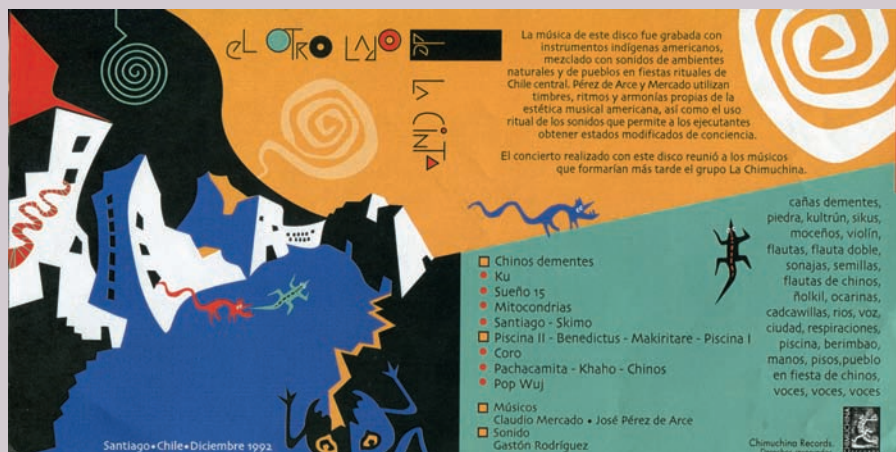 eL OTRO LADO de
La CINTA
La música de este disco fue grabada con
instrumentos indígenas americanos,
mezclado con sonidos de ambientes
naturales y de pueblos en fiestas rituales de
Chile central. Pérez de Arce y Mercado utilizan
timbres, ritmos y armonías propias de la
estética musical americana, así como el uso
ritual de los sonidos que permite a los ejecutantes
obtener estados modificados de conciencia.
El concierto realizado con este disco reunió a los músicos
que formarían más tarde el grupo La Chimuchina.
Chinos dementes
Ku
Sueño 15
Mitocondrias
Santiago - Skimo
Piscina II - Benedictus - Makiritare - Piscina I
Coro
Pachacamita - Khaho - Chinos
Pop Wuj
Músicos
Claudio Mercado • José Pérez de Arce
Sonido
Gastón Rodríguez
cañas dementes,
piedra, kultrún, sikus,
moceños, violín,
flautas, flauta doble,
sonajas, semillas,
flautas de chinos,
ñolkil, ocarinas,
cadcawillas, rios, voz,
ciudad, respiraciones,
piscina, berimbao,
manos, pisos,pueblo
en fiesta de chinos,
voces, voces, voces
Santiago•Chile•Diciembre 1992
Chimuchina Records.
CHIMUCHINA